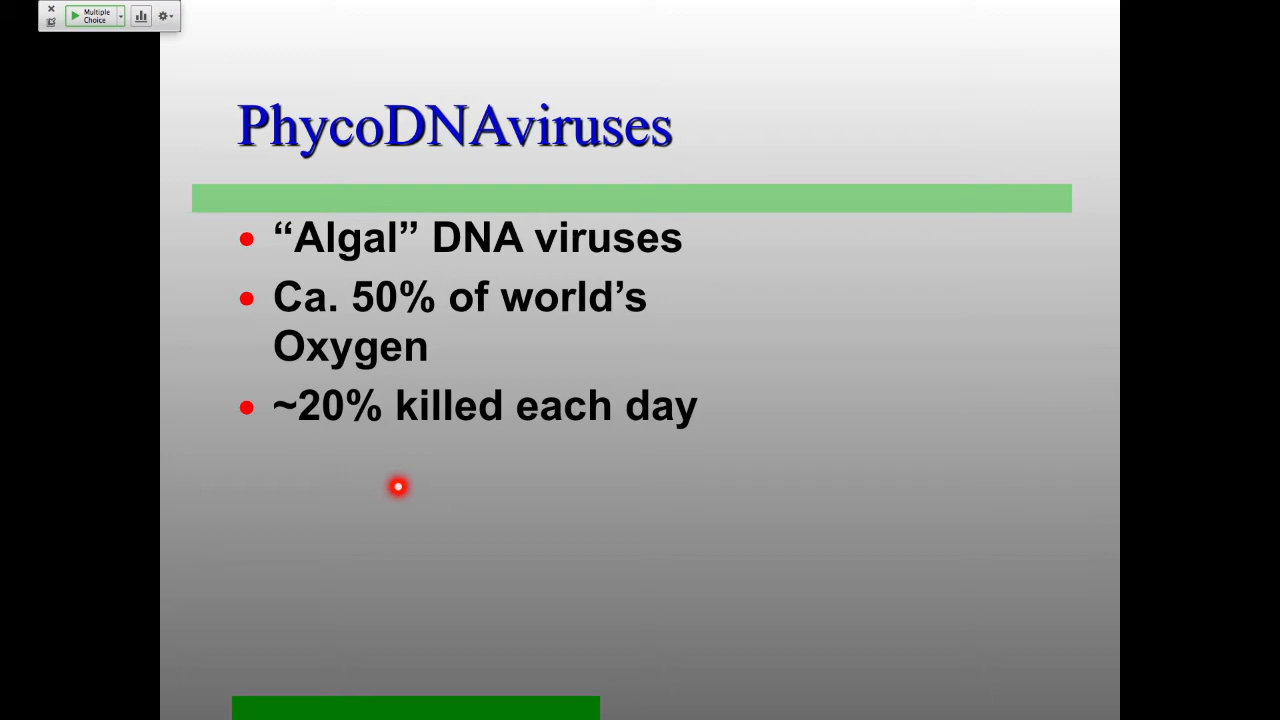 Multiple
Choice
PhycoDNAviruses
“Algal” DNA viruses
Ca. 50% of world’s
Oxygen
~20% killed each day